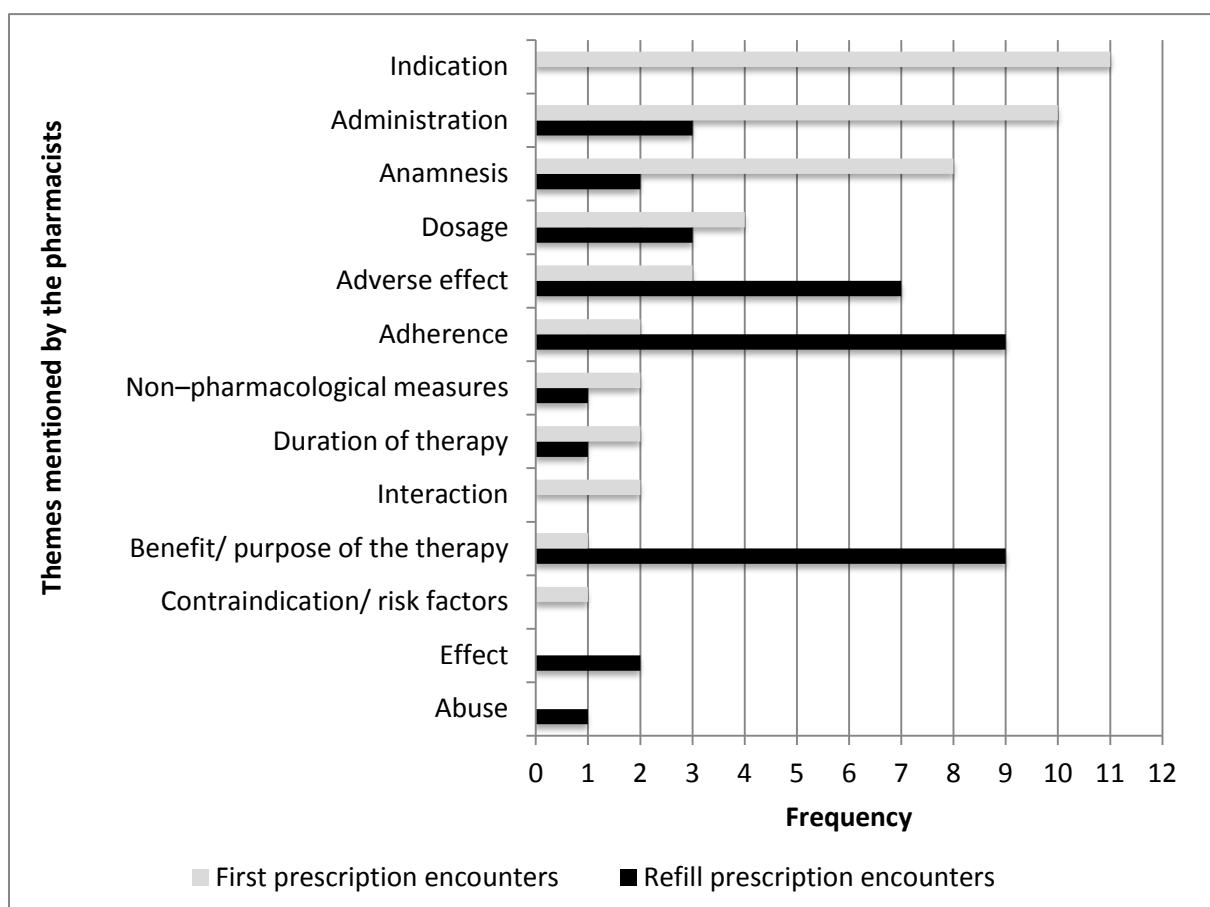 Themes mentioned by the pharmacists
Indication
Administration
Anamnesis
Dosage
Adverse effect
Adherence
Non–pharmacological measures
Duration of therapy
Interaction
Benefit/ purpose of the therapy
Contraindication/ risk factors
Effect
Abuse
0 1 2 3 4 5 6 7 8 9 10 11 12
Frequency
First prescription encounters Refill prescription encounters